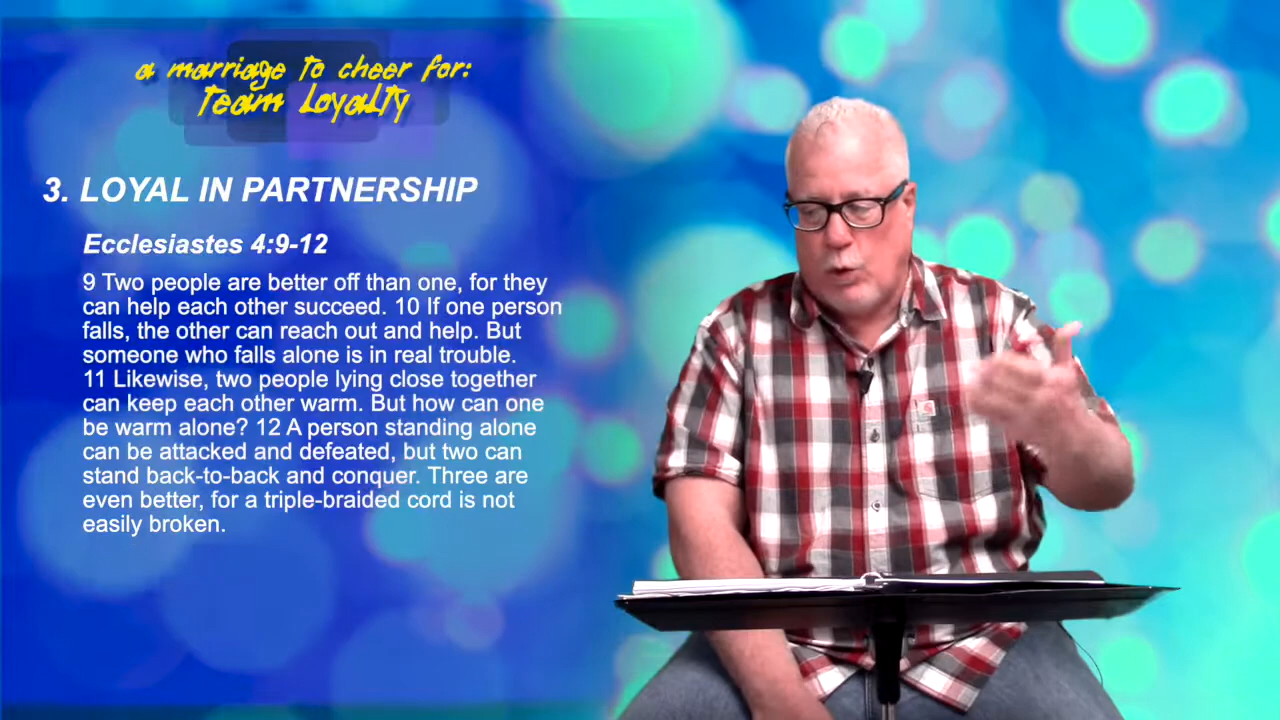 a marriage to cheer for:
Team Loyalty
3. LOYAL IN PARTNERSHIP
Ecclesiastes 4:9-12
9 Two people are better off than one, for they
can help each other succeed. 10 If one person
falls, the other can reach out and help. But
someone who falls alone is in real trouble.
11 Likewise, two people lying close together
can keep each other warm. But how can one
be warm alone? 12 A person standing alone
can be attacked and defeated, but two can
stand back-to-back and conquer. Three are
even better, for a triple-braided cord is not
easily broken.